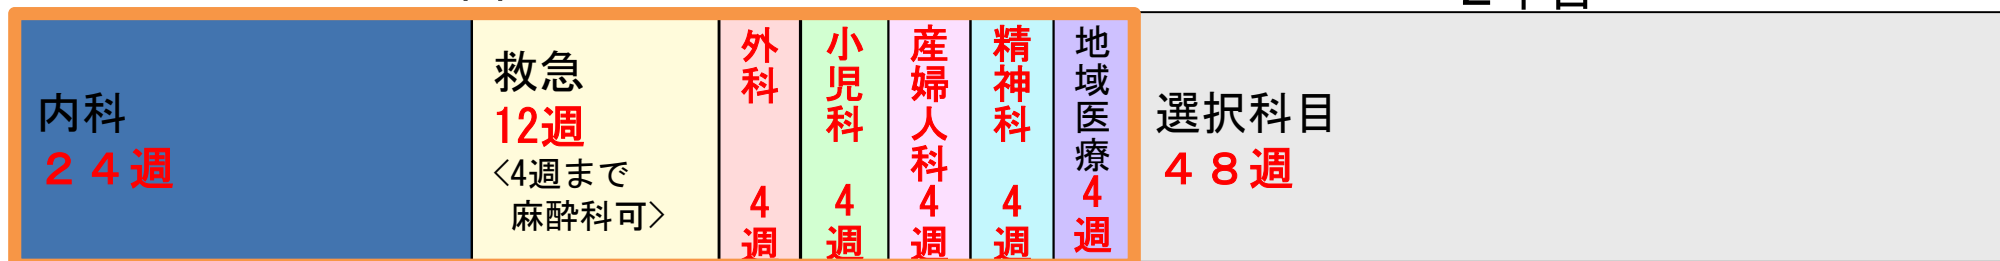 内科
２４週
救急
12週
<4週まで
麻酔科可>
外科 4週
小児科 4週
産婦人科4週
精神科 4週
地域医療4週
選択科目
４８週